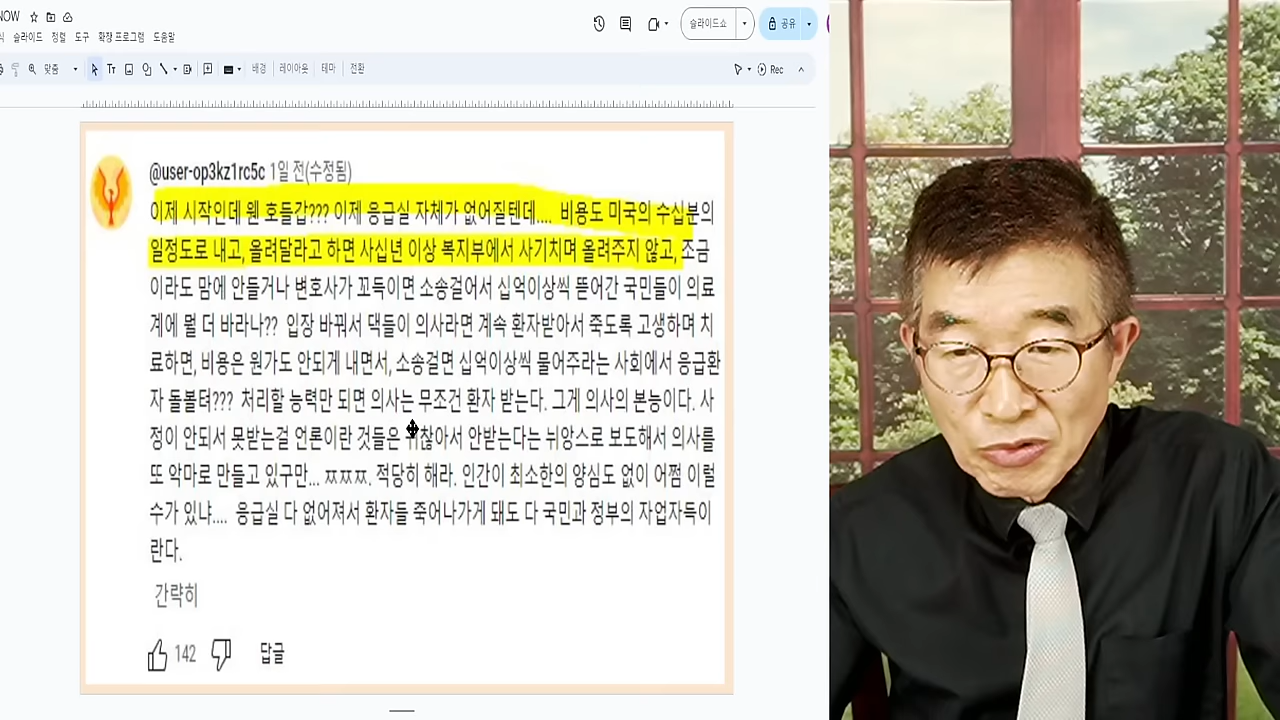 NOW
슬라이드쇼
공유
식 슬라이드 정렬 도구 확장 프로그램 도움말
맞춤
Tт
배경 레이아웃 테마 전환
Rec
@user-op3kz1rc5c 1일 전(수정됨)
이제 시작인데 웬 호들갑??? 이제 응급실 자체가 없어질텐데.... 비용도 미국의 수십분의
일정도로 내고, 올려달라고 하면 사십년 이상 복지부에서 사기치며 올려주지 않고, 조금
이라도 맘에 안들거나 변호사가 꼬득이면 소송걸어서 십억이상씩 뜯어간 국민들이 의료
계에 뭘 더 바라나?? 입장 바꿔서 댁들이 의사라면 계속 환자받아서 죽도록 고생하며 치
료하면, 비용은 원가도 안되게 내면서, 소송걸면 십억이상씩 물어주라는 사회에서 응급환
자 돌볼텨??? 처리할 능력만 되면 의사는 무조건 환자 받는다. 그게 의사의 본능이다. 사
정이 안되서 못받는걸 언론이란 것들은 귀찮아서 안받는다는 뉘앙스로 보도해서 의사를
또 악마로 만들고 있구만... ㅉㅉㅉ. 적당히 해라. 인간이 최소한의 양심도 없이 어쩜 이럴
수가 있냐.... 응급실 다 없어져서 환자들 죽어나가게 돼도 다 국민과 정부의 자업자득이
란다.
간략히
142 답글